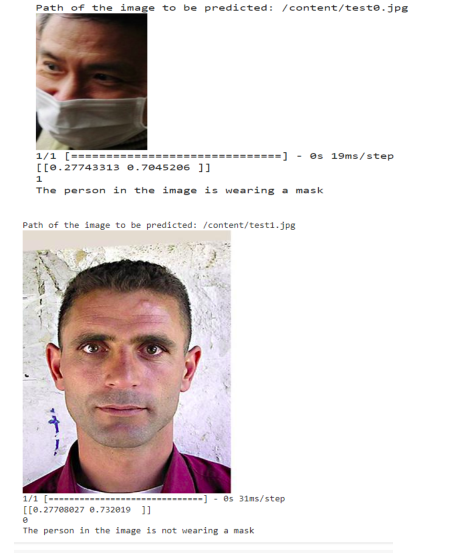 Path of the image to be predicted: /content/test0.jpg
1/1 [==============================] - 0s 19ms/step
[[0.27743313 0.7045206 ]]
1
The person in the image is wearing a mask
Path of the image to be predicted: /content/test1.jpg
1/1 [==============================] - 0s 31ms/step
[[0.27708027 0.732019  ]]
0
The person in the image is not wearing a mask